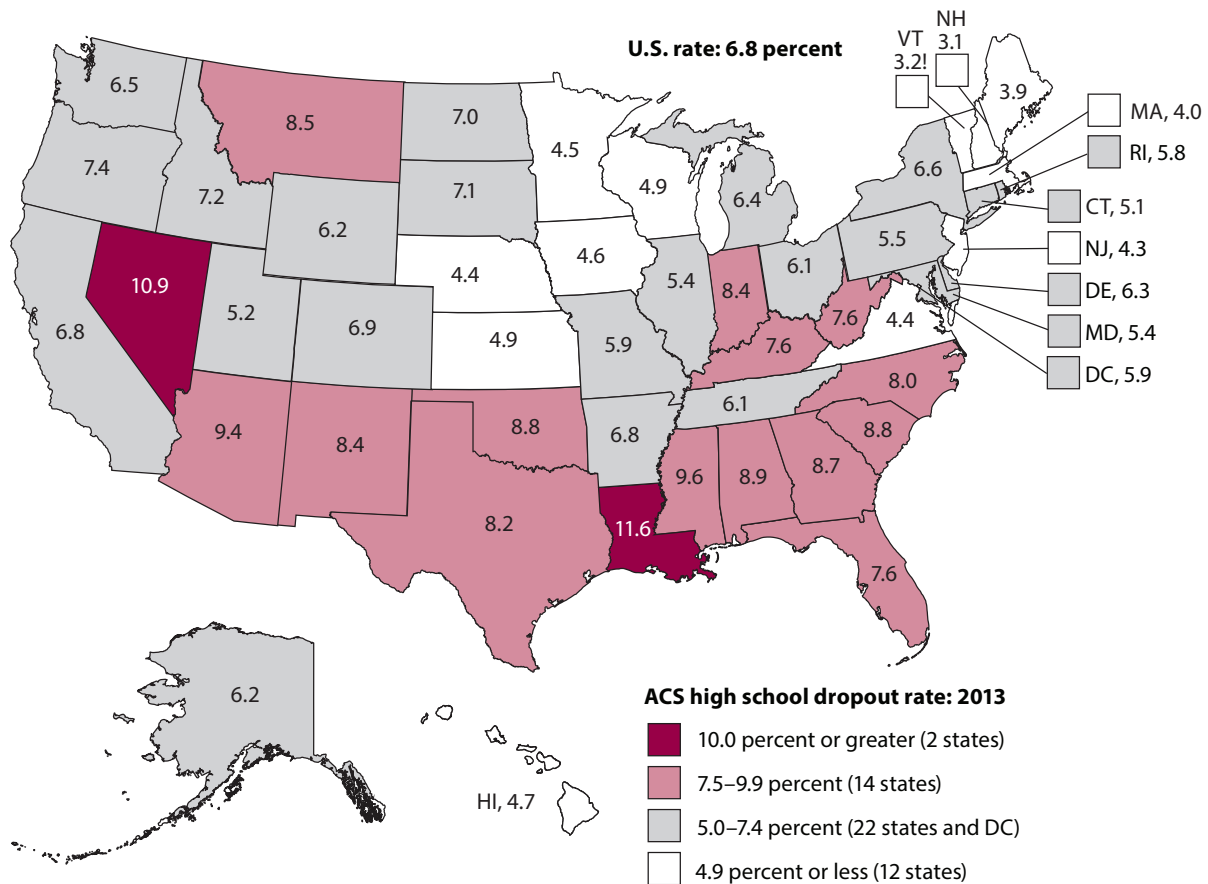 U.S. rate: 6.8 percent
NH
3.1
VT
3.2!
3.9
MA, 4.0
RI, 5.8
CT, 5.1
NJ, 4.3
DE, 6.3
MD, 5.4
DC, 5.9
6.5
8.5
7.0
4.5
7.4
7.2
7.1
4.9
6.4
6.6
6.2
5.5
10.9
4.4
4.6
6.1
5.4
8.4
6.8
5.2
6.9
4.9
5.9
7.6
7.6
4.4
8.0
6.1
9.4
8.4
8.8
6.8
8.8
9.6
8.9
8.7
8.2
11.6
7.6
6.2
HI, 4.7
ACS high school dropout rate: 2013
10.0 percent or greater (2 states)
7.5–9.9 percent (14 states)
5.0–7.4 percent (22 states and DC)
4.9 percent or less (12 states)